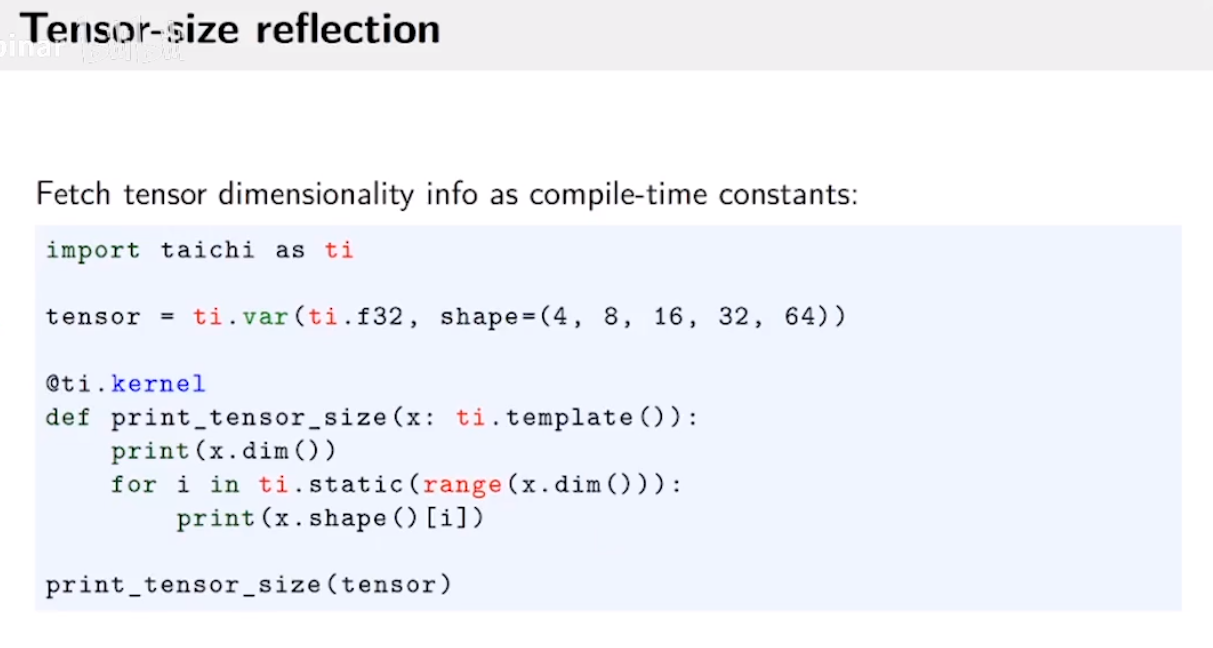 Tensor-size reflection
Fetch tensor dimensionality info as compile-time constants:
import taichi as ti
tensor = ti.var(ti.f32, shape=(4, 8, 16, 32, 64))
@ti.kernel
def print_tensor_size(x: ti.template()):
    print(x.dim())
    for i in ti.static(range(x.dim())):
        print(x.shape()[i])
print_tensor_size(tensor)